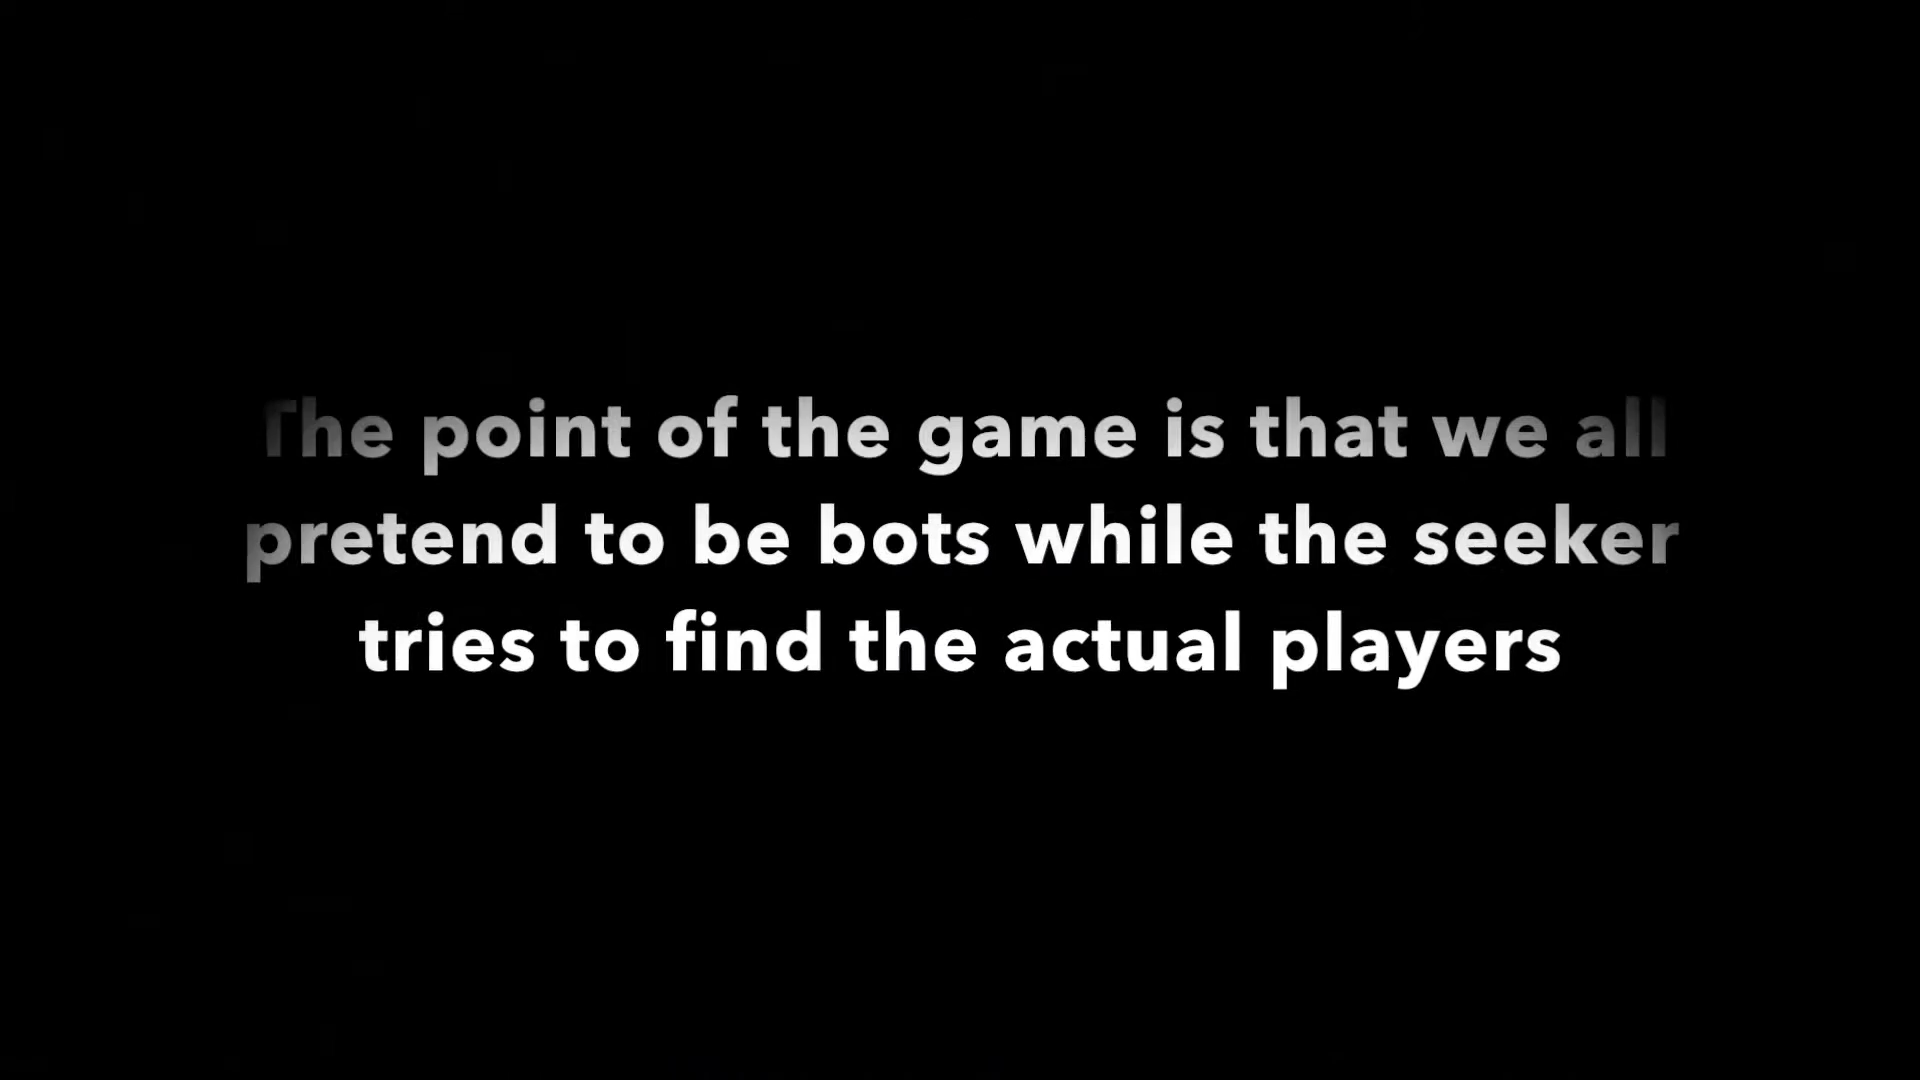 The point of the game is that we all
pretend to be bots while the seeker
tries to find the actual players